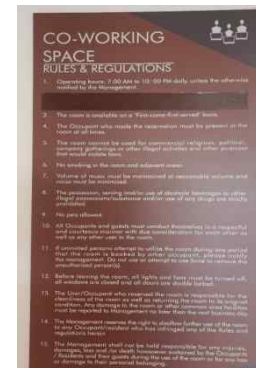 CO-WORKING
SPACE
RULES & REGULATIONS
1. Operating hours: 7:00 AM to 10:00 PM daily, unless the otherwise
notified by the Management.
3. The room is available on a 'First-come-first-served' basis.
4. The Occupant who made the reservation must be present in the
room at all times.
5. The room cannot be used for commercial religious, political,
company gatherings or other illegal activities and other purposes
that would violate laws.
6. No smoking in the room and adjacent areas.
7. Volume of music must be maintained at reasonable volume and
noise must be minimized.
8. The possession, serving and/or use of alcoholic beverages or other
illegal possessions/substance and/or use of any drugs are strictly
prohibited.
9. No pets allowed.
10. All Occupants and guests must conduct themselves in a respectful
and courteous manner with due consideration for each other as
well as any other user in the room.
11. If uninvited persons attempt to utilize the room during any period
that the room is booked by other occupant, please notify
the management. Do not use or attempt to use force to remove the
unauthorized person(s).
12. Before leaving the room, all lights and fans must be turned off,
all windows are closed and all doors are double locked.
13. The User/Occupant who reserved the room is responsible for the
cleanliness of the room as well as returning the room to its original
condition. Any damage to the room or other common amenities
must be reported to Management no later than the next business day.
14. The Management reserves the right to disallow further use of the room
to any Occupant/resident who has infringed any of the Rules and
regulations herein.
15. The Management shall not be held responsible for any injuries,
damages, loss and /or death howsoever sustained by the Occupants
/ Residents and their guests during the use of the room or for any loss
or damage to their personal belonging.